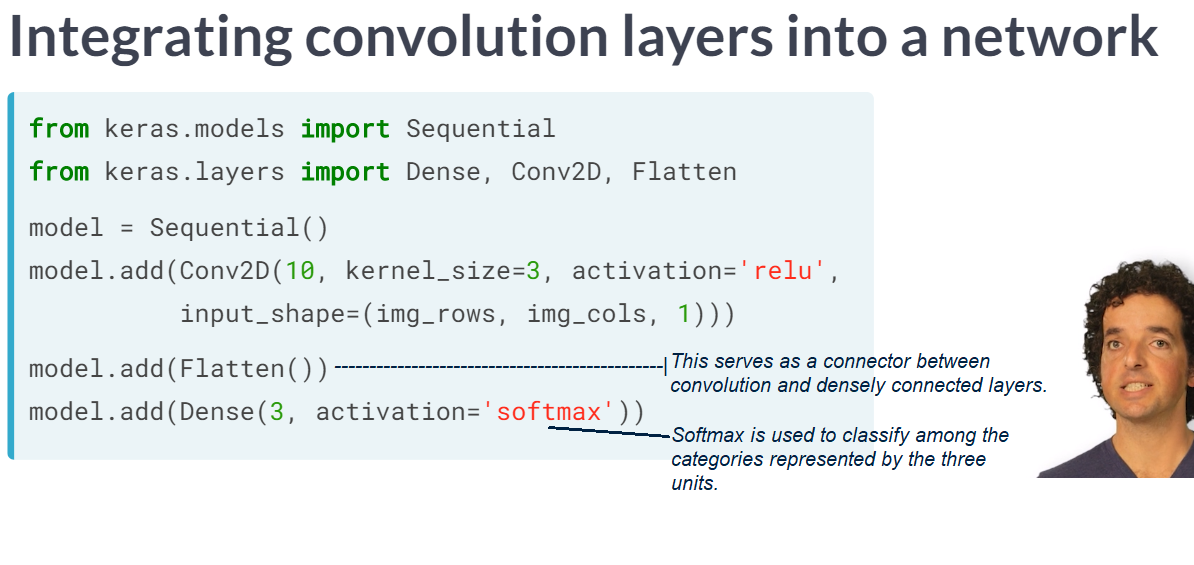 Integrating convolution layers into a network
from keras.models import Sequential
from keras.layers import Dense, Conv2D, Flatten
model = Sequential()
model.add(Conv2D(10, kernel_size=3, activation='relu',
input_shape=(img_rows, img_cols, 1)))
model.add(Flatten())
This serves as a connector between
convolution and densely connected layers.
model.add(Dense(3, activation='softmax'))
Softmax is used to classify among the
categories represented by the three
units.